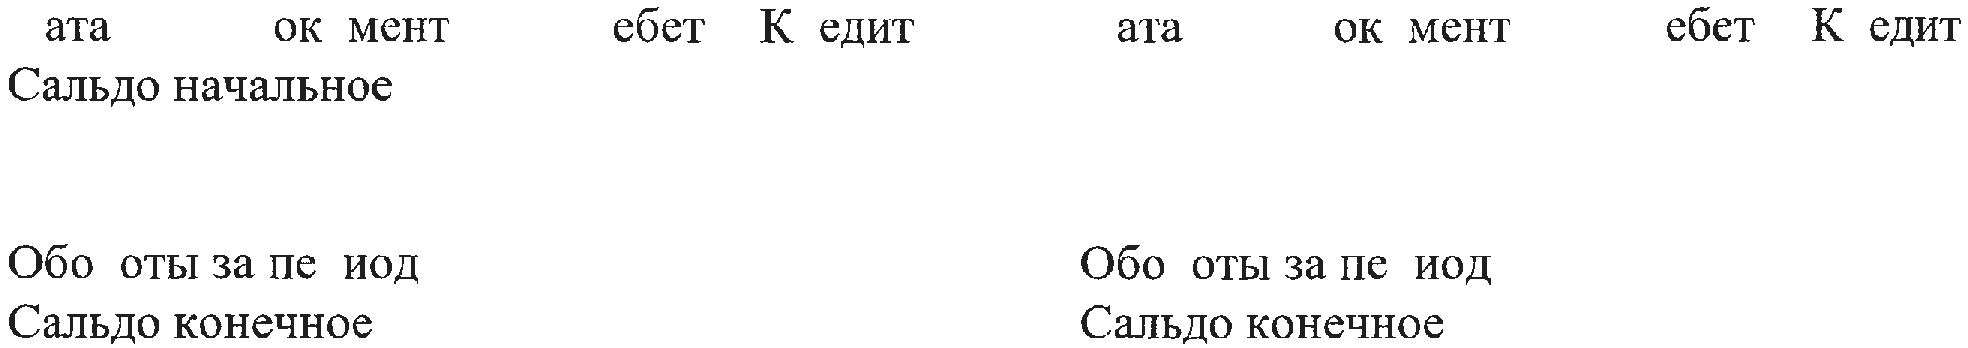 ата ок мент ебет К едит ата ок мент ебет К едит
Сальдо начальное
Обо оты за пе иод Обо оты за пе иод
Сальдо конечное Сальдо конечное